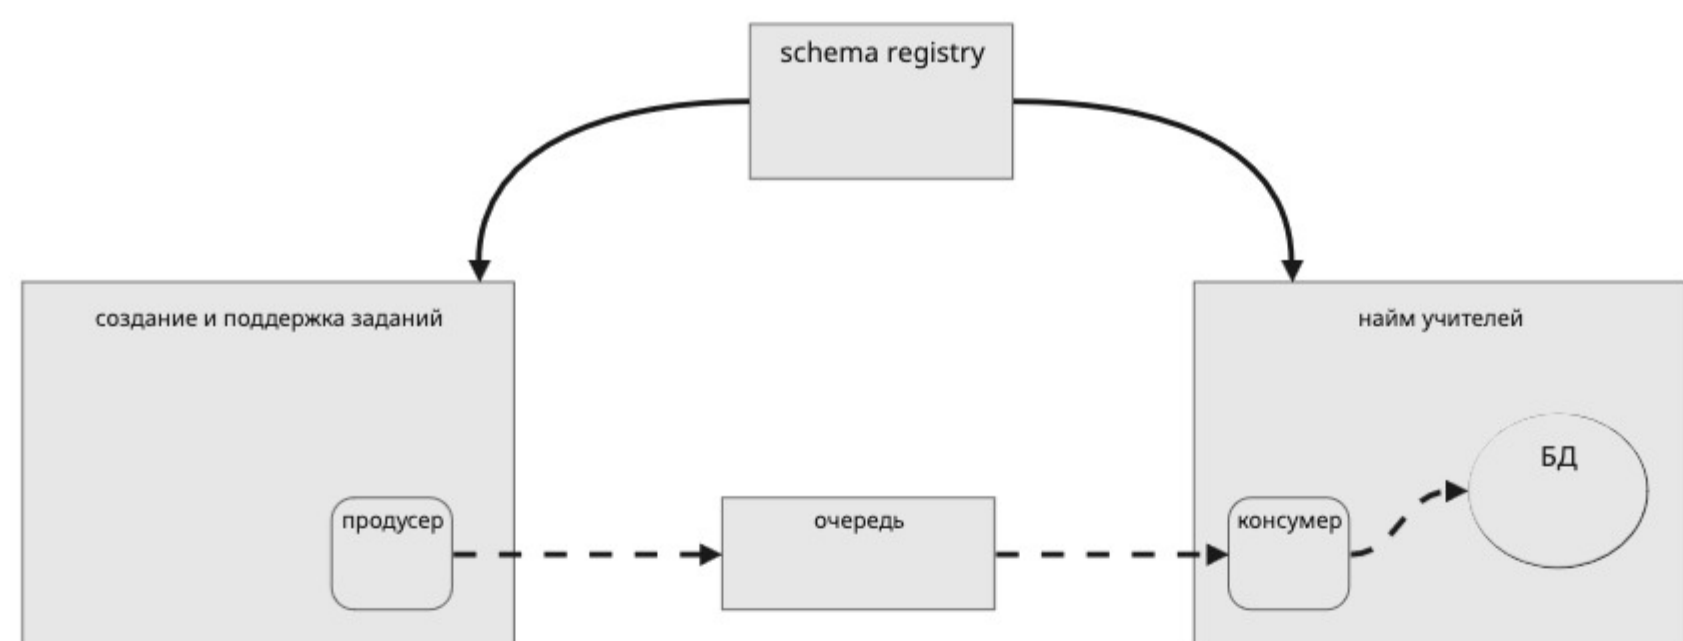 schema registry
создание и поддержка заданий
найм учителей
БД
продусер
очередь
консумер